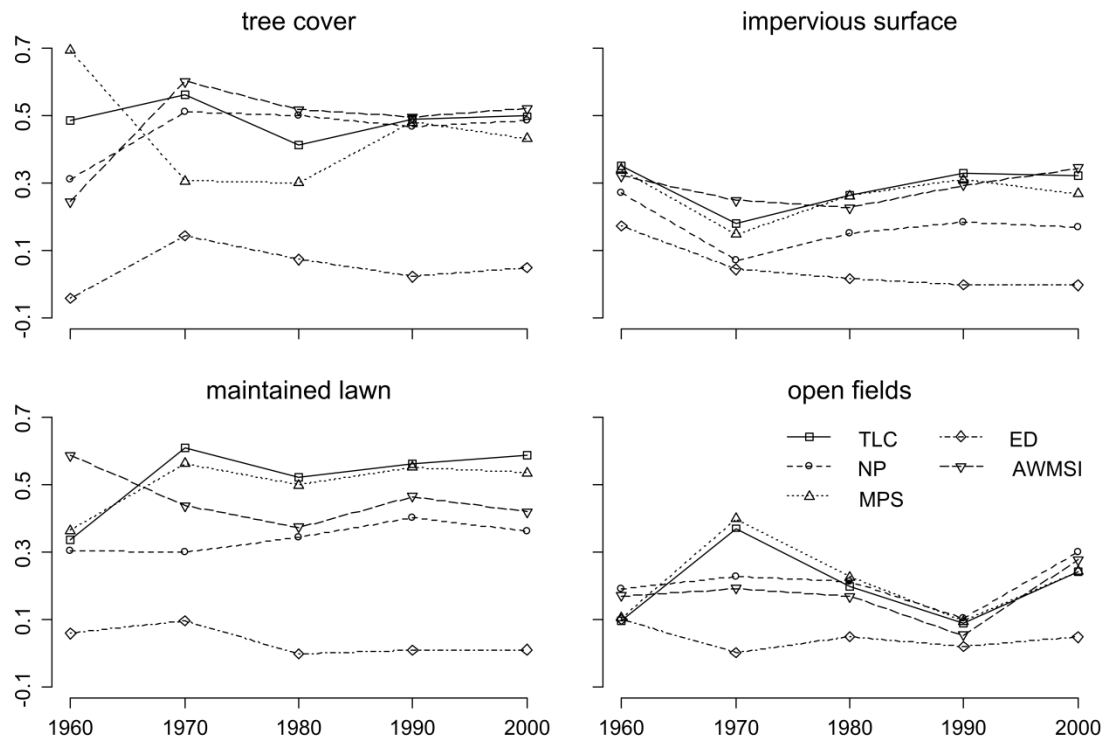 tree cover
impervious surface
0.7
0.5
0.3
0.1
-0.1
maintained lawn
open fields
0.7
0.5
0.3
0.1
-0.1
TLC
ED
NP
AWMSI
MPS
1960 1970 1980 1990 2000
1960 1970 1980 1990 2000